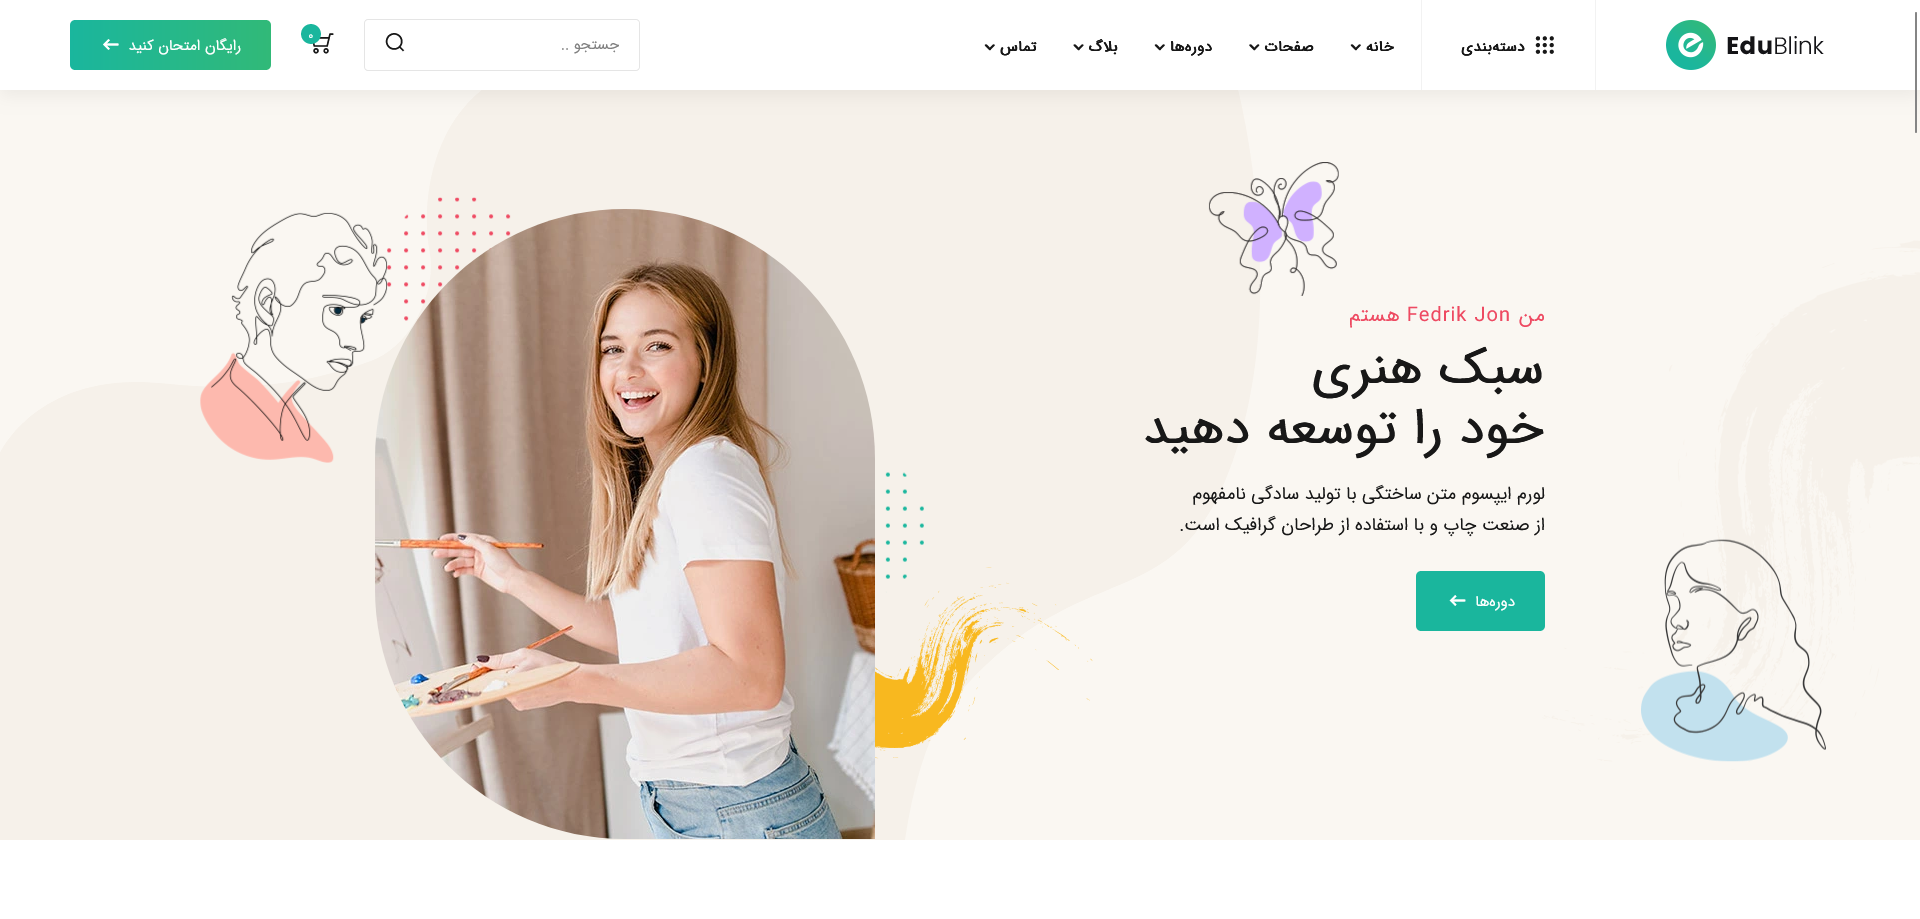 EduBlink
دسته‌بندی
خانه
صفحات
دوره‌ها
بلاگ
تماس
جستجو ..
۰
رایگان امتحان کنید
من Fedrik Jon هستم
سبک هنری
خود را توسعه دهید
لورم ایپسوم متن ساختگی با تولید سادگی نامفهوم
از صنعت چاپ و با استفاده از طراحان گرافیک است.
دوره‌ها